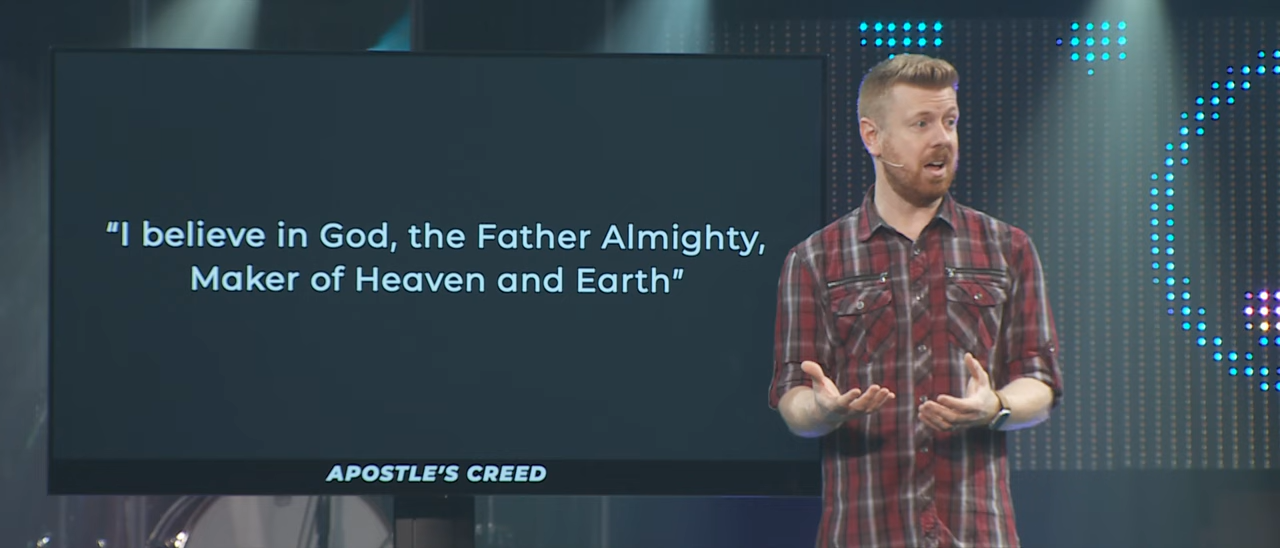 “I believe in God, the Father Almighty,
Maker of Heaven and Earth”
APOSTLE’S CREED